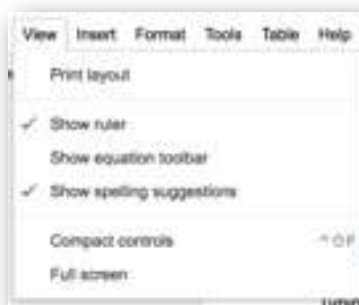 View Insert Format Tools Table Help
Print layout
✓ Show ruler
Show equation toolbar
✓ Show spelling suggestions
Compact controls
Full screen